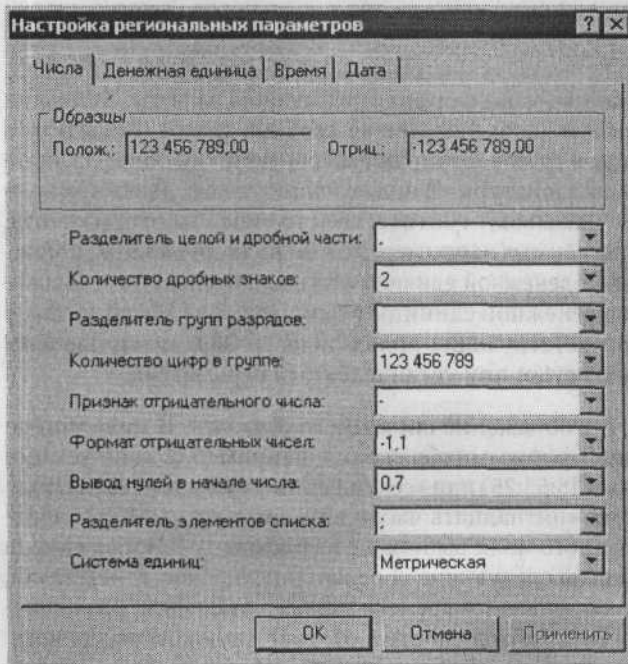 Настройка региональных параметров
Числа Денежная единица Время Дата
Образцы
Полож.: 123 456 789,00 Отриц.: -123 456 789,00
Разделитель целой и дробной части: ,
Количество дробных знаков: 2
Разделитель групп разрядов:
Количество цифр в группе: 123 456 789
Признак отрицательного числа: -
Формат отрицательных чисел: -1,1
Вывод нулей в начале числа: 0,7
Разделитель элементов списка: ;
Система единиц: Метрическая
OK Отмена Применить